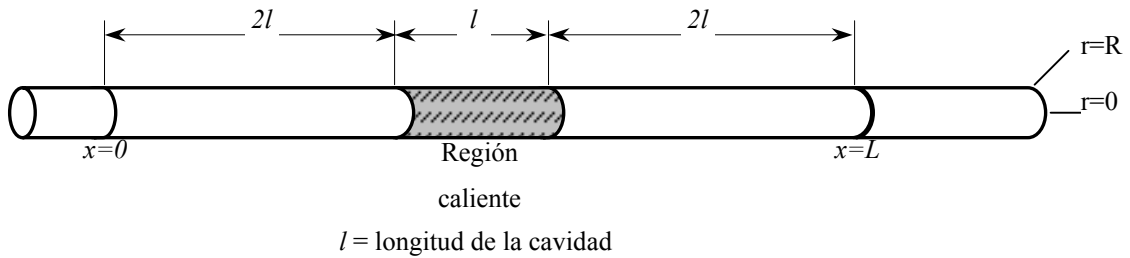 2l
l
2l
r=R
r=0
x=0
Región
caliente
x=L
l = longitud de la cavidad